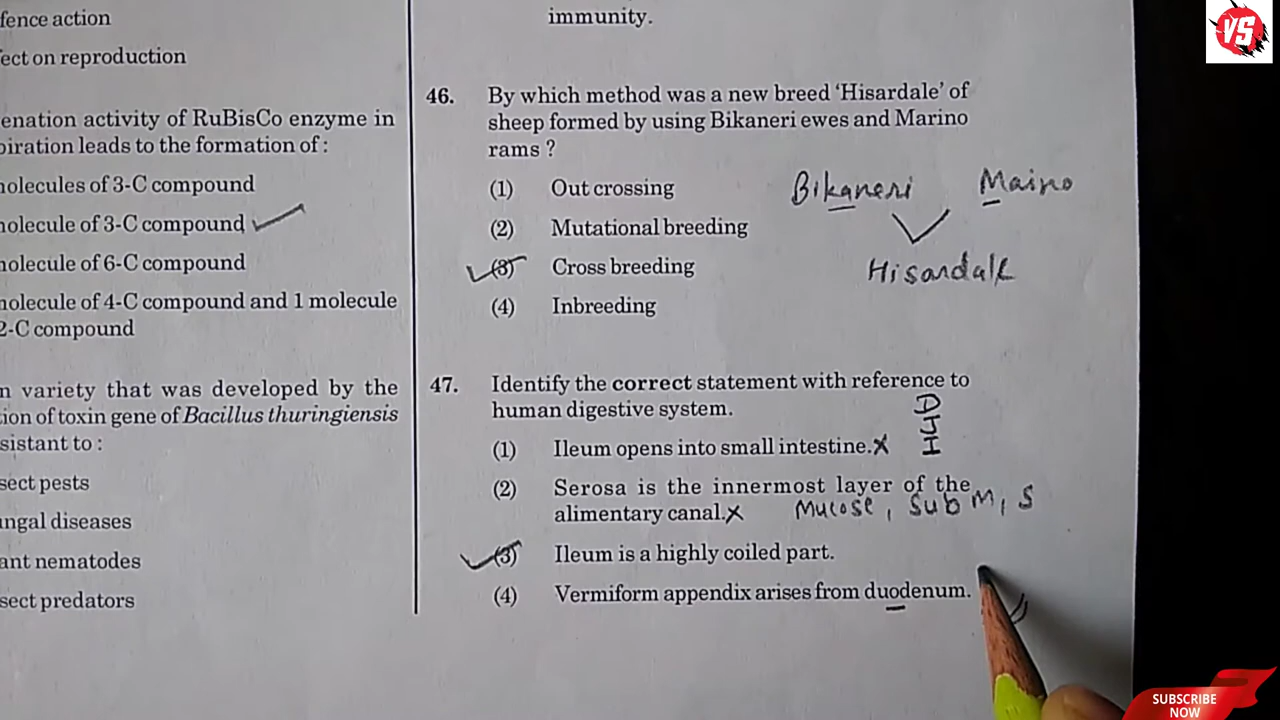 fence action
ect on reproduction
enation activity of RuBisCo enzyme in
piration leads to the formation of :
nolecules of 3-C compound
nolecule of 3-C compound
nolecule of 6-C compound
nolecule of 4-C compound and 1 molecule
2-C compound
n variety that was developed by the
tion of toxin gene of Bacillus thuringiensis
sistant to :
sect pests
ungal diseases
ant nematodes
sect predators
immunity.
46. By which method was a new breed ‘Hisardale’ of
sheep formed by using Bikaneri ewes and Marino
rams ?
(1) Out crossing
Bikaneri Maino
(2) Mutational breeding
(3) Cross breeding
Hisardale
(4) Inbreeding
47. Identify the correct statement with reference to
human digestive system.
D
J
I
(1) Ileum opens into small intestine. x
(2) Serosa is the innermost layer of the
alimentary canal. x Mucose, Sub M, S
(3) Ileum is a highly coiled part.
(4) Vermiform appendix arises from duodenum.
VS
SUBSCRIBE
NOW